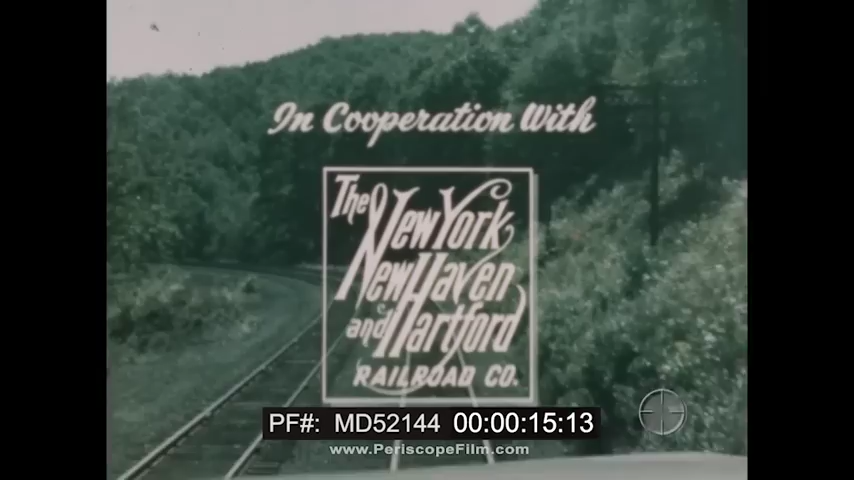 In Cooperation With
The New York
New Haven
and Hartford
RAILROAD CO.
PF#: MD52144 00:00:15:13
www.PeriscopeFilm.com